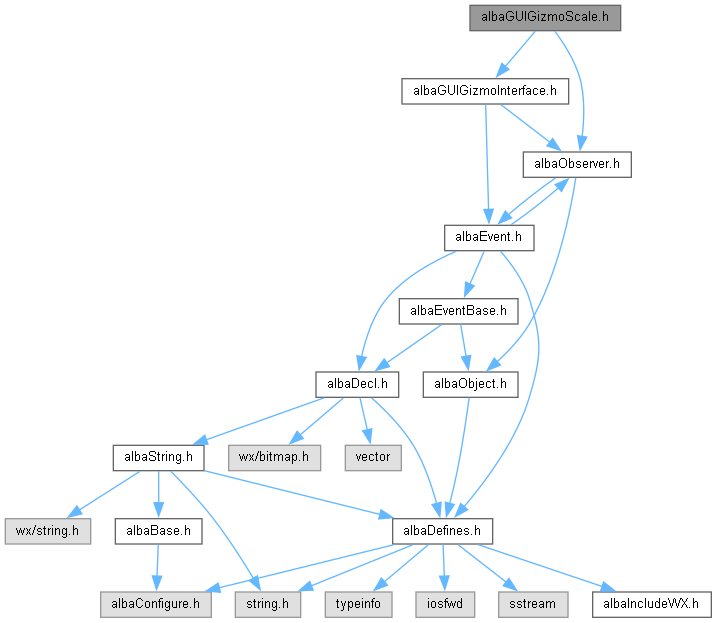 albaGUIGizmoScale.h
albaGUIGizmoInterface.h
albaObserver.h
albaEvent.h
albaEventBase.h
albaDecl.h
albaObject.h
albaString.h
wx/bitmap.h
vector
wx/string.h
albaBase.h
albaDefines.h
albaConfigure.h
string.h
typeinfo
iosfwd
sstream
albaIncludeWX.h